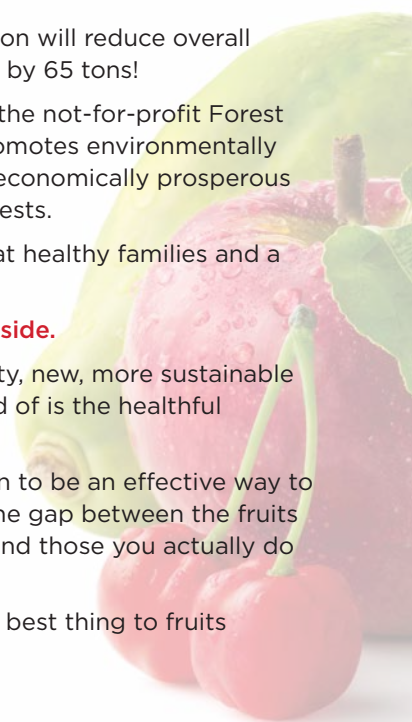 on will reduce overall
by 65 tons!
the not-for-profit Forest
omotes environmentally
economically prosperous
ests.
at healthy families and a
side.
ty, new, more sustainable
d of is the healthful
n to be an effective way to
he gap between the fruits
nd those you actually do
best thing to fruits